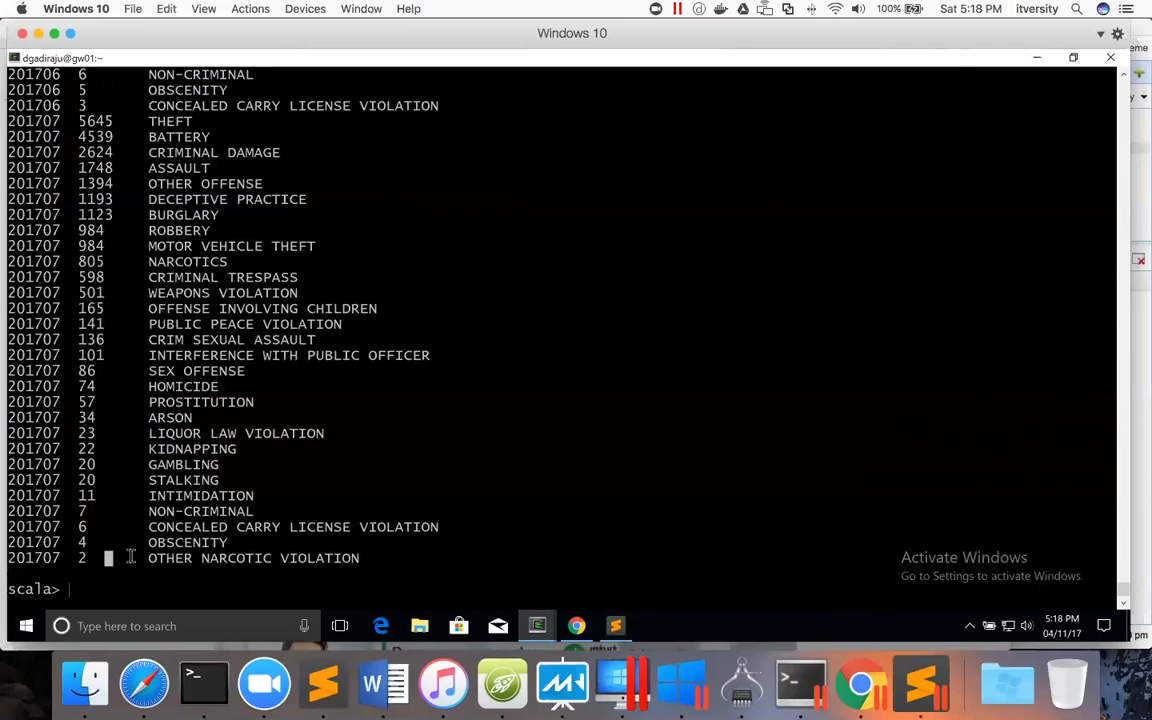 Windows 10 File Edit View Actions Devices Window Help 100% Sat 5:18 PM itversity
Windows 10
dgadiraju@gw01:~
201706 6 NON-CRIMINAL
201706 5 OBSCENITY
201706 3 CONCEALED CARRY LICENSE VIOLATION
201707 5645 THEFT
201707 4539 BATTERY
201707 2624 CRIMINAL DAMAGE
201707 1748 ASSAULT
201707 1394 OTHER OFFENSE
201707 1193 DECEPTIVE PRACTICE
201707 1123 BURGLARY
201707 984 ROBBERY
201707 984 MOTOR VEHICLE THEFT
201707 805 NARCOTICS
201707 598 CRIMINAL TRESPASS
201707 501 WEAPONS VIOLATION
201707 165 OFFENSE INVOLVING CHILDREN
201707 141 PUBLIC PEACE VIOLATION
201707 136 CRIM SEXUAL ASSAULT
201707 101 INTERFERENCE WITH PUBLIC OFFICER
201707 86 SEX OFFENSE
201707 74 HOMICIDE
201707 57 PROSTITUTION
201707 34 ARSON
201707 23 LIQUOR LAW VIOLATION
201707 22 KIDNAPPING
201707 20 GAMBLING
201707 20 STALKING
201707 11 INTIMIDATION
201707 7 NON-CRIMINAL
201707 6 CONCEALED CARRY LICENSE VIOLATION
201707 4 OBSCENITY
201707 2 OTHER NARCOTIC VIOLATION
scala>
Activate Windows
Go to Settings to activate Windows.
Type here to search
5:18 PM
04/11/17